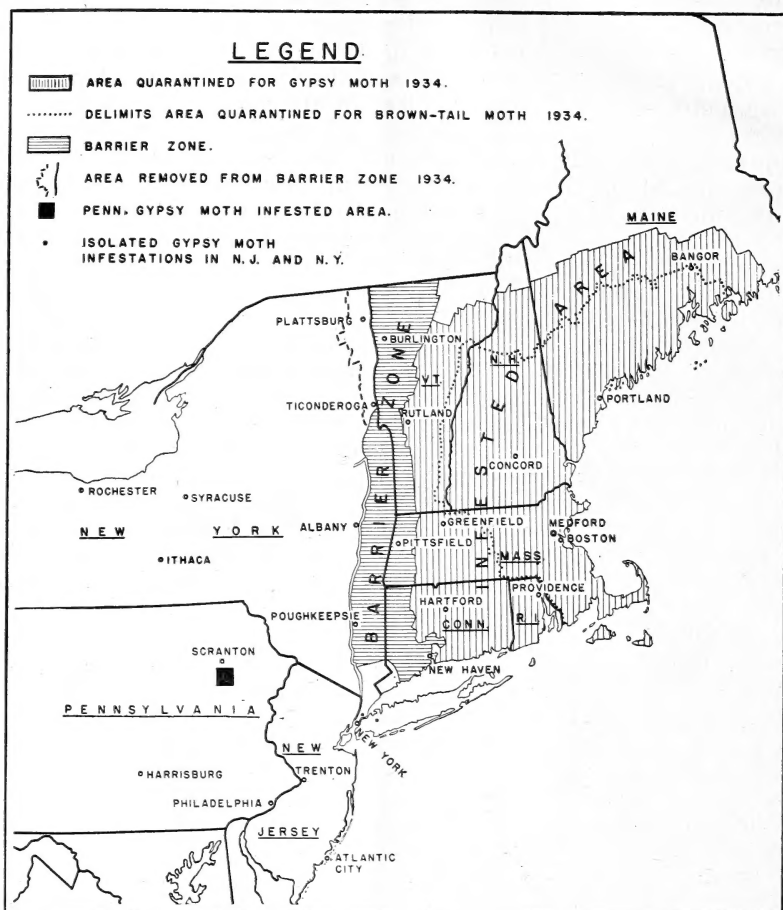 LEGEND
AREA QUARANTINED FOR GYPSY MOTH 1934.
DELIMITS AREA QUARANTINED FOR BROWN-TAIL MOTH 1934.
BARRIER ZONE.
AREA REMOVED FROM BARRIER ZONE 1934.
PENN. GYPSY MOTH INFESTED AREA.
ISOLATED GYPSY MOTH
INFESTATIONS IN N.J. AND N.Y.
MAINE
BANGOR
INFESTED AREA
PLATTSBURG
BURLINGTON
BARRIER ZONE
VT.
N.H.
TICONDEROGA
RUTLAND
PORTLAND
CONCORD
ROCHESTER
SYRACUSE
NEW YORK
ALBANY
GREENFIELD
MEDFORD
BOSTON
PITTSFIELD
MASS.
ITHACA
PROVIDENCE
HARTFORD
POUGHKEEPSIE
CONN.
R.I.
SCRANTON
NEW HAVEN
PENNSYLVANIA
NEW
NEW YORK
HARRISBURG
TRENTON
PHILADELPHIA
JERSEY
ATLANTIC
CITY